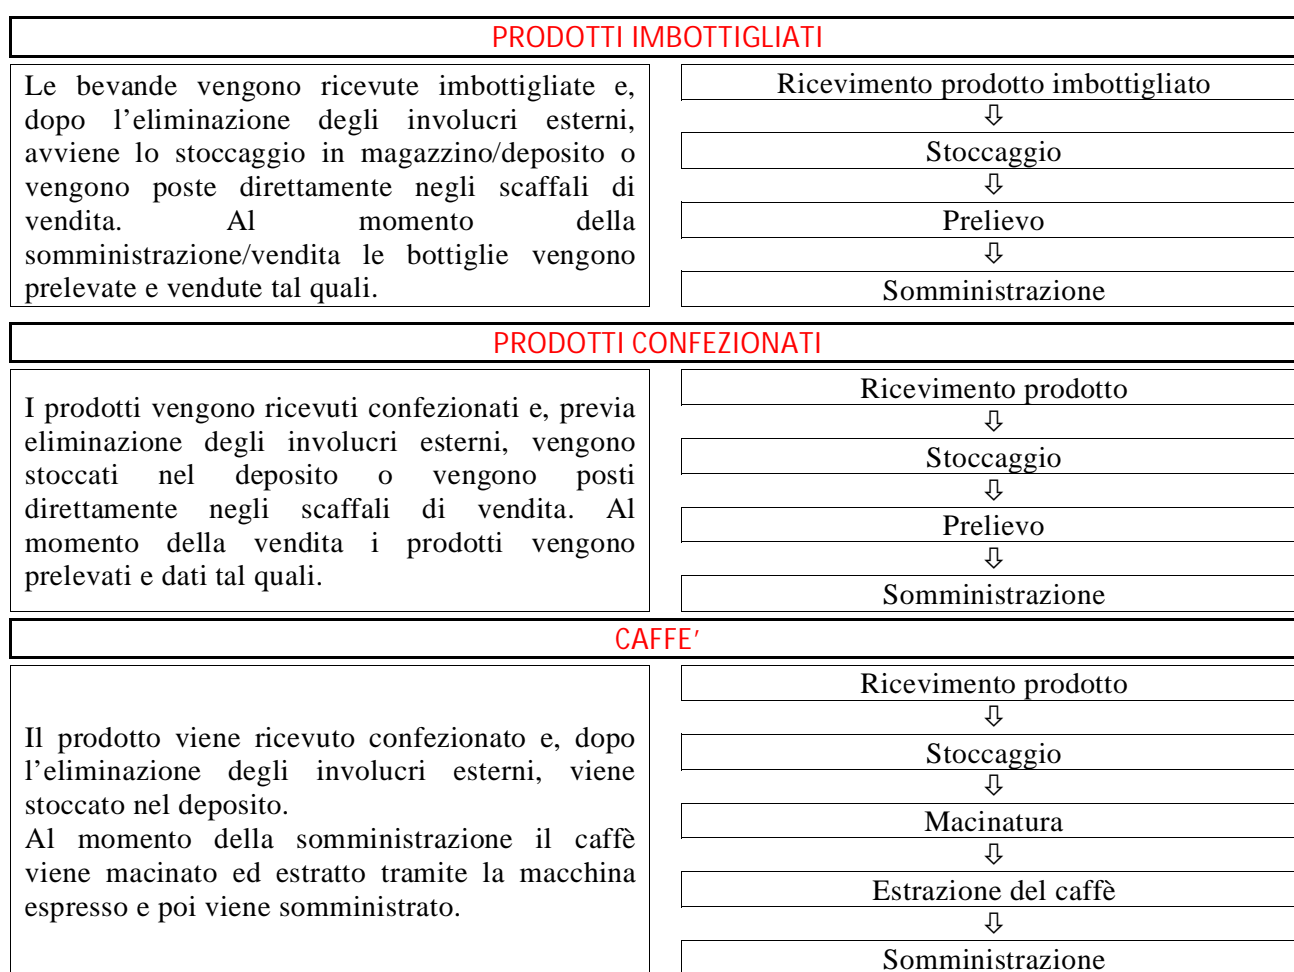 PRODOTTI IMBOTTIGLIATI
Le bevande vengono ricevute imbottigliate e,
dopo l’eliminazione degli involucri esterni,
avviene lo stoccaggio in magazzino/deposito o
vengono poste direttamente negli scaffali di
vendita. Al momento della
somministrazione/vendita le bottiglie vengono
prelevate e vendute tal quali.
Ricevimento prodotto imbottigliato
⇩
Stoccaggio
⇩
Prelievo
⇩
Somministrazione
PRODOTTI CONFEZIONATI
I prodotti vengono ricevuti confezionati e, previa
eliminazione degli involucri esterni, vengono
stoccati nel deposito o vengono posti
direttamente negli scaffali di vendita. Al
momento della vendita i prodotti vengono
prelevati e dati tal quali.
Ricevimento prodotto
⇩
Stoccaggio
⇩
Prelievo
⇩
Somministrazione
CAFFE’
Il prodotto viene ricevuto confezionato e, dopo
l’eliminazione degli involucri esterni, viene
stoccato nel deposito.
Al momento della somministrazione il caffè
viene macinato ed estratto tramite la macchina
espresso e poi viene somministrato.
Ricevimento prodotto
⇩
Stoccaggio
⇩
Macinatura
⇩
Estrazione del caffè
⇩
Somministrazione